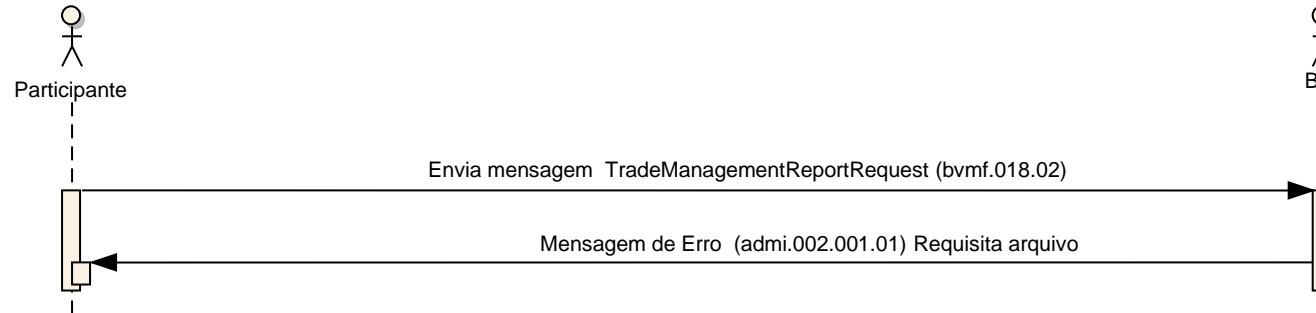 Participante
B
Envia mensagem TradeManagementReportRequest (bvmf.018.02)
Mensagem de Erro (admi.002.001.01) Requisita arquivo